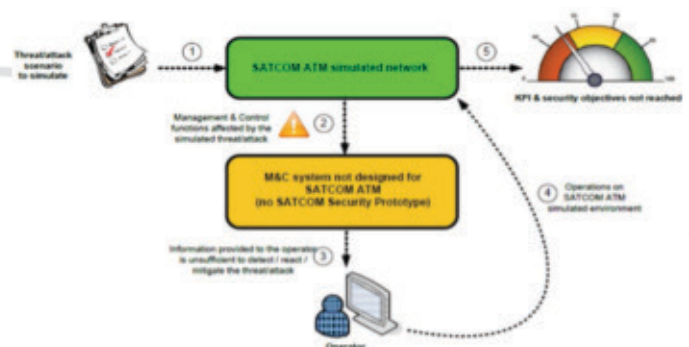 Threat/attack
scenario
to simulate
1
SATCOM ATM simulated network
5
KPI & security objectives not reached
Management & Control
functions affected by the
simulated threat/attack
2
M&C system not designed for
SATCOM ATM
(no SATCOM Security Prototype)
4
Operations on
SATCOM ATM
simulated environment
Information provided to the operator
is unsufficient to detect / react /
mitigate the threat/attack
3
Operator